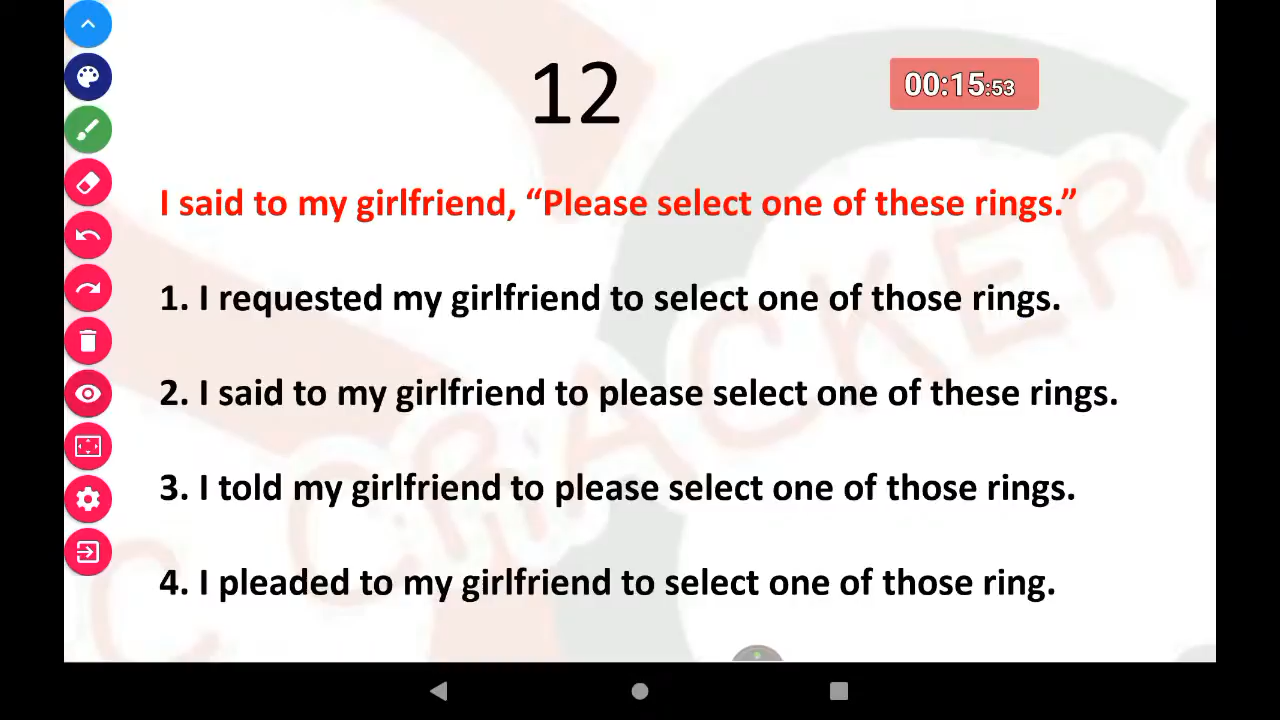 12
00:15:53
I said to my girlfriend, “Please select one of these rings.”
1. I requested my girlfriend to select one of those rings.
2. I said to my girlfriend to please select one of these rings.
3. I told my girlfriend to please select one of those rings.
4. I pleaded to my girlfriend to select one of those ring.
C CRACKERS